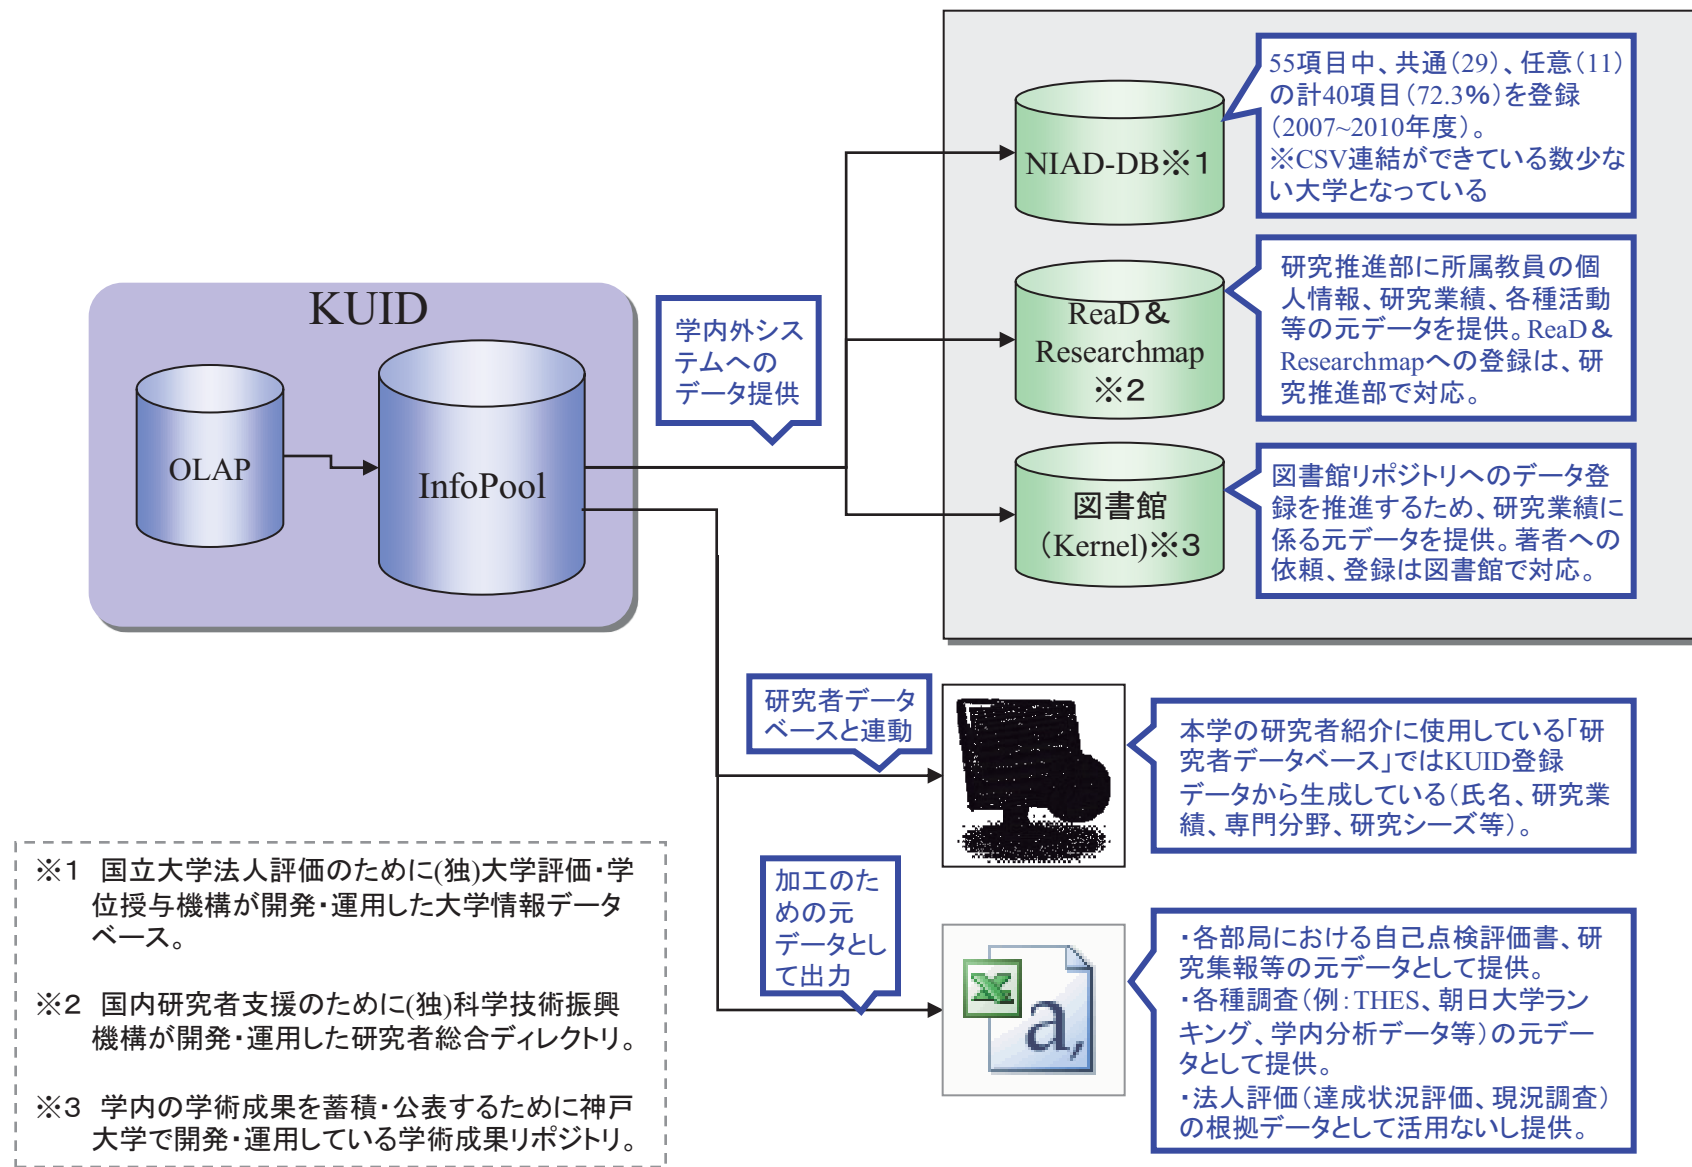 KUID
OLAP
InfoPool
学内外シス
テムへの
データ提供
NIAD-DB※1
55項目中、共通（29）、任意（11）
の計40項目（72.3%）を登録
（2007~2010年度）。
※CSV連結ができている数少な
い大学となっている
ReaD＆
Researchmap
※2
研究推進部に所属教員の個
人情報、研究業績、各種活動
等の元データを提供。ReaD＆
Researchmapへの登録は、研
究推進部で対応。
図書館
（Kernel)※3
図書館リポジトリへのデータ登
録を推進するため、研究業績に
係る元データを提供。著者への
依頼、登録は図書館で対応。
研究者データ
ベースと連動
本学の研究者紹介に使用している「研
究者データベース」ではKUID登録
データから生成している（氏名、研究業
績、専門分野、研究シーズ等）。
加工のた
めの元
データとし
て出力
a,
・各部局における自己点検評価書、研
究集報等の元データとして提供。
・各種調査（例：THES、朝日大学ラン
キング、学内分析データ等）の元デー
タとして提供。
・法人評価（達成状況評価、現況調査）
の根拠データとして活用ないし提供。
※1 国立大学法人評価のために(独)大学評価・学
位授与機構が開発・運用した大学情報データ
ベース。
※2 国内研究者支援のために(独)科学技術振興
機構が開発・運用した研究者総合ディレクトリ。
※3 学内の学術成果を蓄積・公表するために神戸
大学で開発・運用している学術成果リポジトリ。